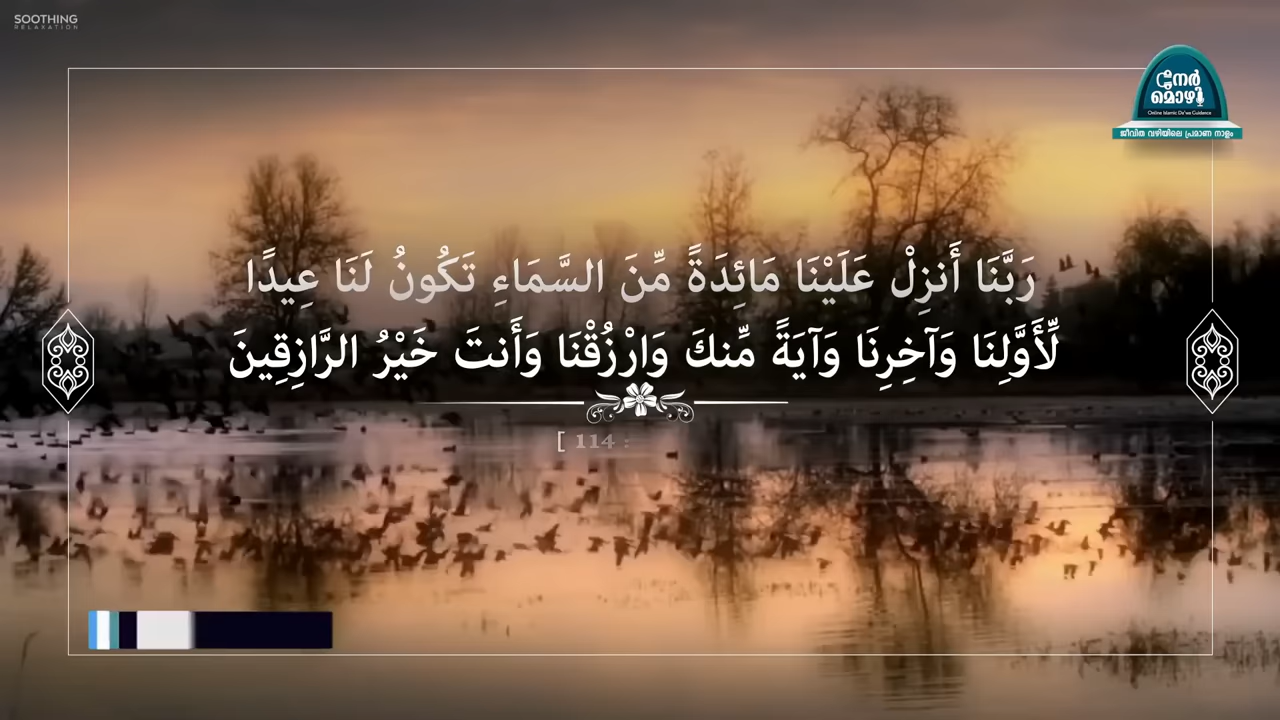 SOOTHING
RELAXATION
നേർ
മൊഴി
Online Islamic Da'wa Guidance
ജീവിത വഴിയിലെ പ്രമാണ നാളം
رَبَّنَا أَنزِلْ عَلَيْنَا مَائِدَةً مِّنَ السَّمَاءِ تَكُونُ لَنَا عِيدًا
لِّأَوَّلِنَا وَآخِرِنَا وَآيَةً مِّنكَ وَارْزُقْنَا وَأَنتَ خَيْرُ الرَّازِقِينَ
[ 114 :